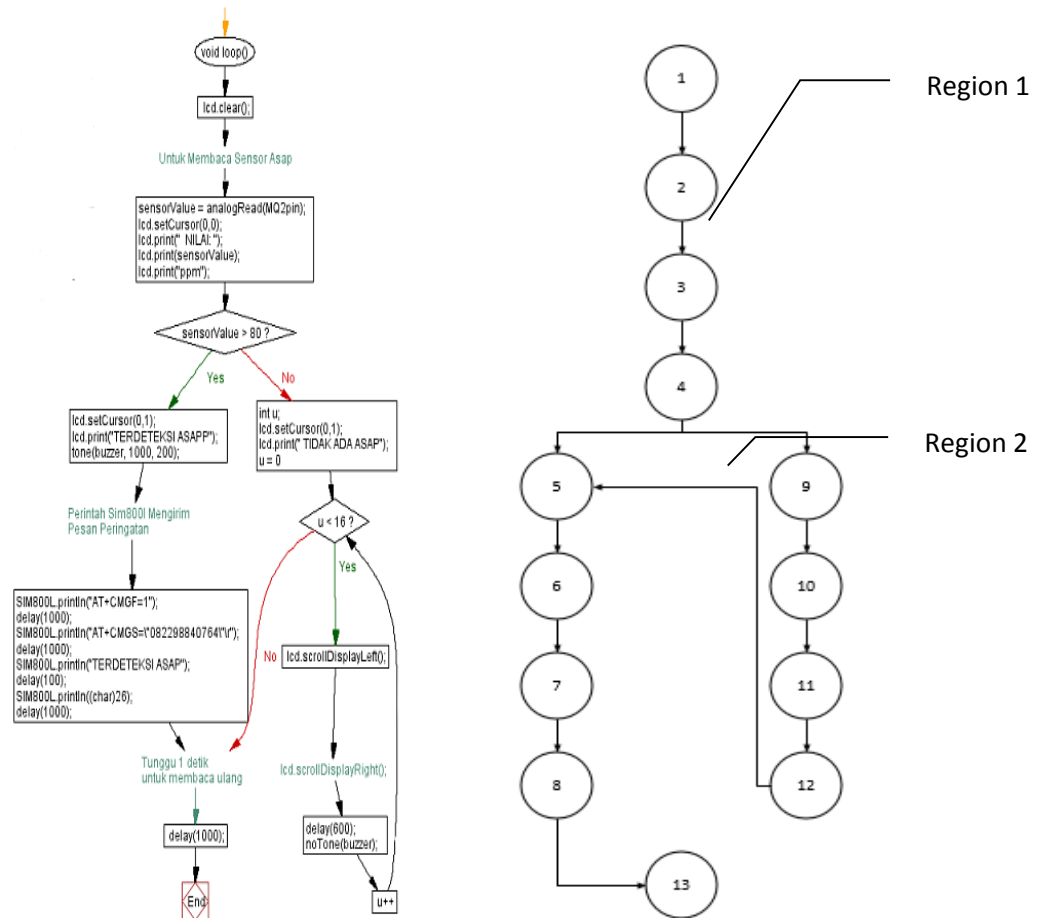 void loop()
lcd.clear();
Untuk Membaca Sensor Asap
sensorValue = analogRead(MQ2pin);
lcd.setCursor(0,0);
lcd.print("  NILAI: ");
lcd.print(sensorValue);
lcd.print("ppm");
sensorValue > 80 ?
Yes
No
lcd.setCursor(0,1);
lcd.print("TERDETEKSI ASAPP");
tone(buzzer, 1000, 200);
int u;
lcd.setCursor(0,1);
lcd.print(" TIDAK ADA ASAP");
u = 0
Perintah Sim800l Mengirim
Pesan Peringatan
u < 16 ?
Yes
SIM800L.println("AT+CMGF=1");
delay(1000);
SIM800L.println("AT+CMGS=\"082298840764\"\r");
delay(1000);
SIM800L.println("TERDETEKSI ASAP");
delay(100);
SIM800L.println((char)26);
delay(1000);
No
lcd.scrollDisplayLeft();
Tunggu 1 detik
untuk membaca ulang
lcd.scrollDisplayRight();
delay(1000);
delay(600);
noTone(buzzer);
End
u++
1
Region 1
2
3
4
Region 2
5
9
6
10
7
11
8
12
13